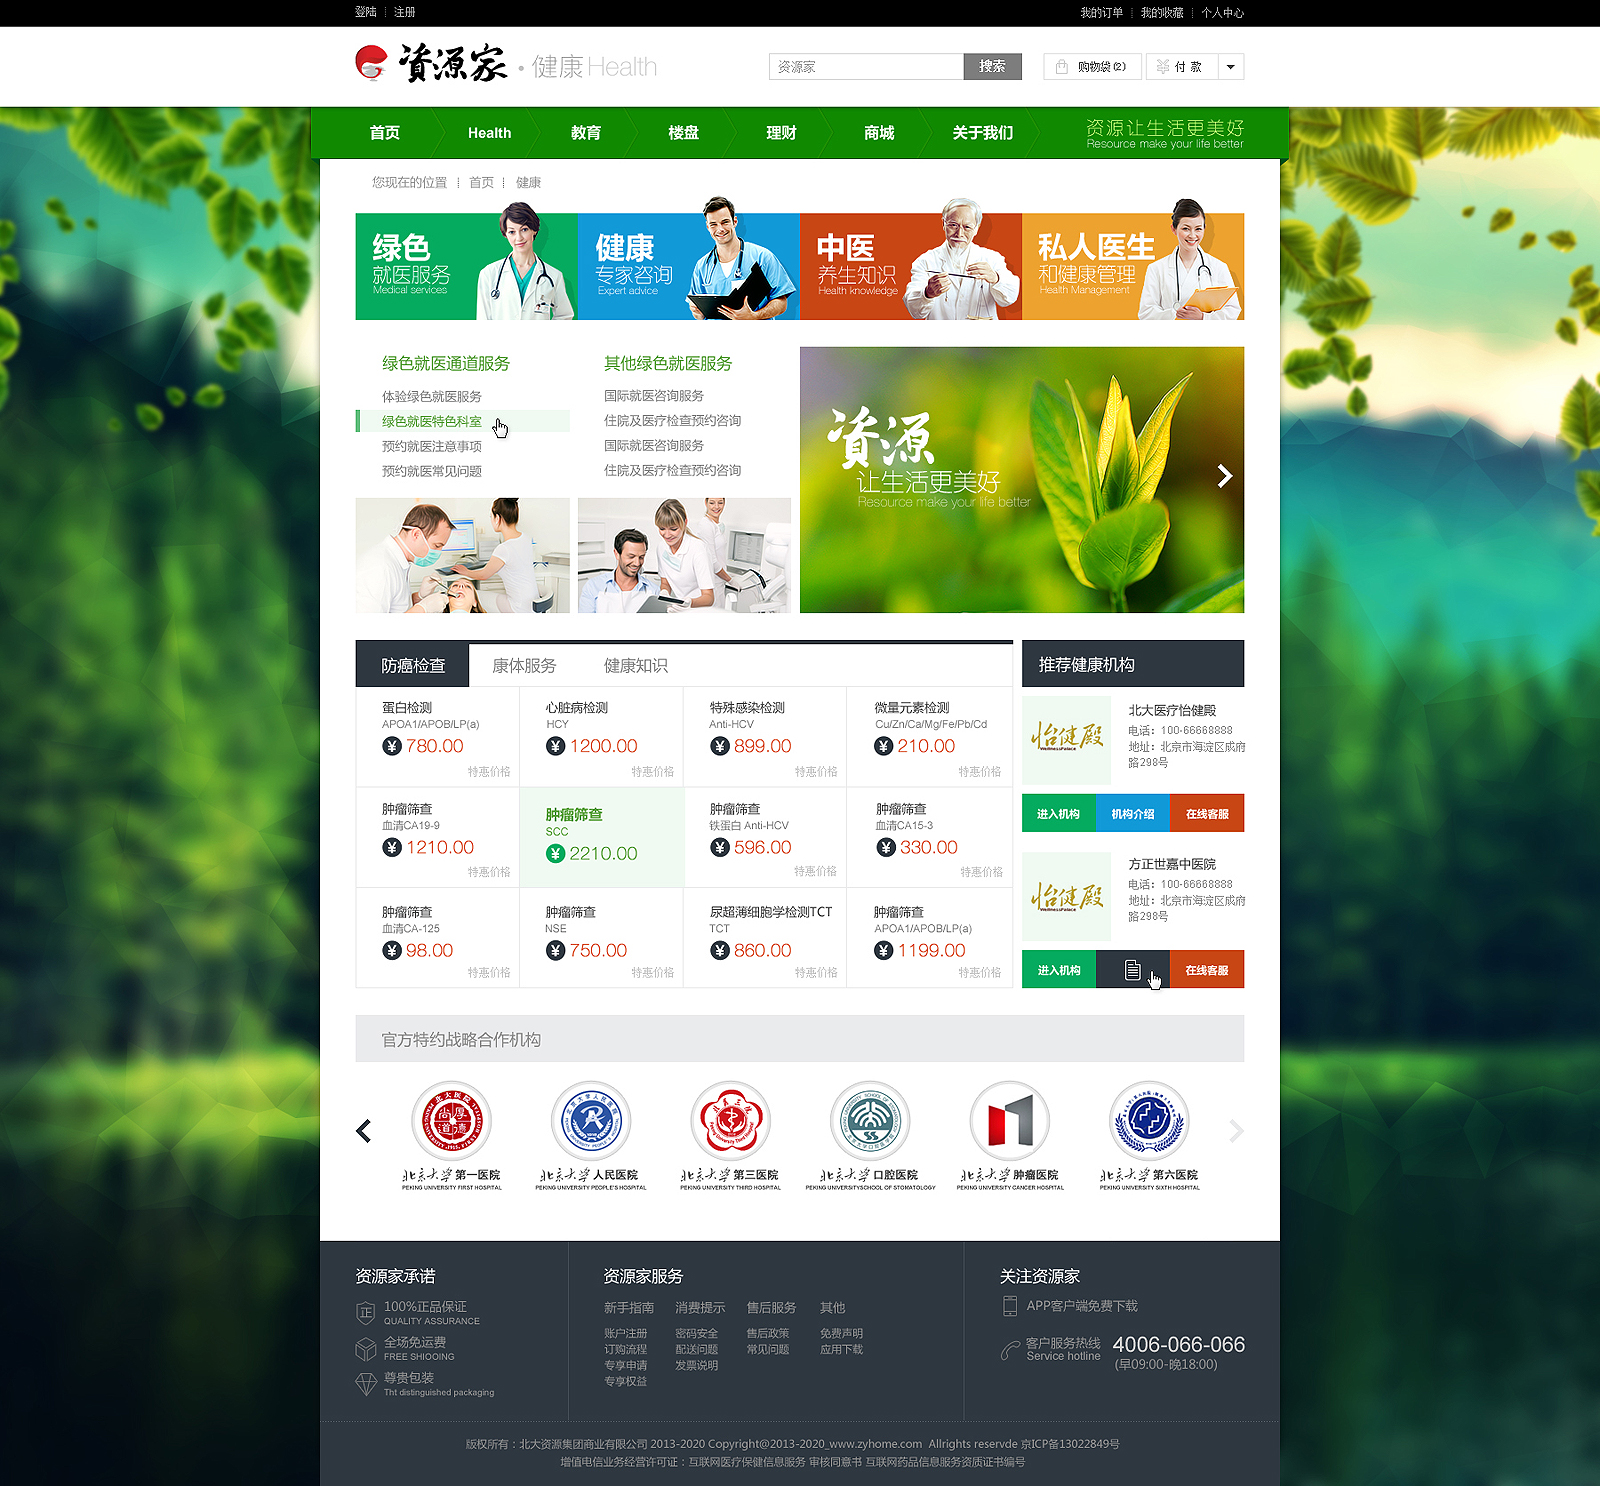 登陆 注册 我的订单 我的收藏 个人中心
資源家 · 健康 Health
资源家 搜索 购物袋(2) 付 款
首页 Health 教育 楼盘 理财 商城 关于我们
资源让生活更美好
Resource make your life better
您现在的位置 首页 健康
绿色
就医服务
Medical services
健康
专家咨询
Expert advice
中医
养生知识
Health knowledge
私人医生
和健康管理
Health Management
绿色就医通道服务
体验绿色就医服务
绿色就医特色科室
预约就医注意事项
预约就医常见问题
其他绿色就医服务
国际就医咨询服务
住院及医疗检查预约咨询
国际就医咨询服务
住院及医疗检查预约咨询
資源
让生活更美好
Resource make your life better
防癌检查 康体服务 健康知识
蛋白检测
APOA1/APOB/LP(a)
¥ 780.00
特惠价格
心脏病检测
HCY
¥ 1200.00
特惠价格
特殊感染检测
Anti-HCV
¥ 899.00
特惠价格
微量元素检测
Cu/Zn/Ca/Mg/Fe/Pb/Cd
¥ 210.00
特惠价格
肿瘤筛查
血清CA19-9
¥ 1210.00
特惠价格
肿瘤筛查
SCC
¥ 2210.00
肿瘤筛查
铁蛋白 Anti-HCV
¥ 596.00
特惠价格
肿瘤筛查
血清CA15-3
¥ 330.00
特惠价格
肿瘤筛查
血清CA-125
¥ 98.00
特惠价格
肿瘤筛查
NSE
¥ 750.00
特惠价格
尿超薄细胞学检测TCT
TCT
¥ 860.00
特惠价格
肿瘤筛查
APOA1/APOB/LP(a)
¥ 1199.00
特惠价格
推荐健康机构
怡健殿
WellnessPalace
北大医疗怡健殿
电话：100-66668888
地址：北京市海淀区成府
路298号
进入机构 机构介绍 在线客服
怡健殿
WellnessPalace
方正世嘉中医院
电话：100-66668888
地址：北京市海淀区成府
路298号
进入机构 在线客服
官方特约战略合作机构
北京大学 第一医院
PEKING UNIVERSITY FIRST HOSPITAL
北京大学 人民医院
PEKING UNIVERSITY PEOPLE'S HOSPITAL
北京大学 第三医院
PEKING UNIVERSITY THIRD HOSPITAL
北京大学 口腔医院
PEKING UNIVERSITYSCHOOL OF STOMATOLOGY
北京大学 肿瘤医院
PEKING UNIVERSITY CANCER HOSPITAL
北京大学 第六医院
PEKING UNIVERSITY SIXTH HOSPITAL
资源家承诺
正 100%正品保证
QUALITY ASSURANCE
全场免运费
FREE SHIOOING
尊贵包装
Tht distinguished packaging
资源家服务
新手指南 消费提示 售后服务 其他
账户注册 密码安全 售后政策 免费声明
订购流程 配送问题 常见问题 应用下载
专享申请 发票说明
专享权益
关注资源家
APP客户端免费下载
客户服务热线
Service hotline
4006-066-066
(早09:00-晚18:00)
版权所有：北大资源集团商业有限公司 2013-2020 Copyright@2013-2020_www.zyhome.com Allrights reservde 京ICP备13022849号
增值电信业务经营许可证：互联网医疗保健信息服务 审核同意书 互联网药品信息服务资质证书编号